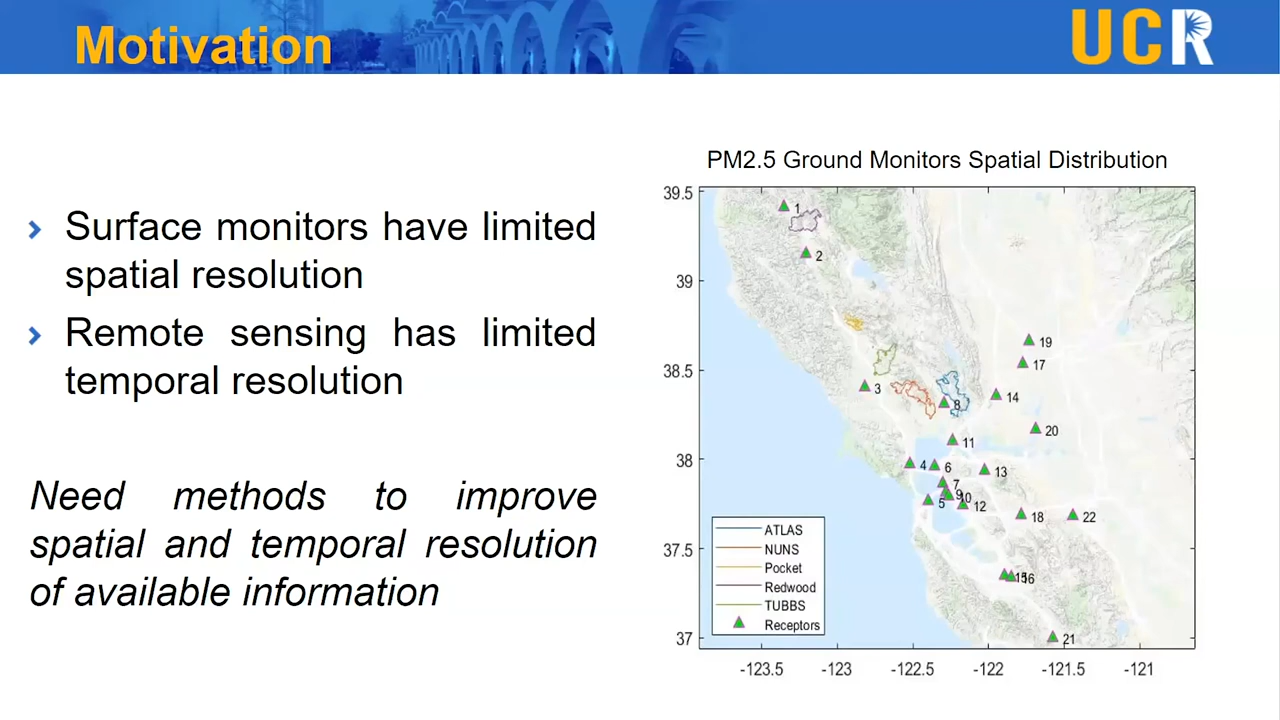 Motivation
UCR
Surface monitors have limited
spatial resolution
Remote sensing has limited
temporal resolution
Need methods to improve
spatial and temporal resolution
of available information
PM2.5 Ground Monitors Spatial Distribution
39.5
39
38.5
38
37.5
37
-123.5 -123 -122.5 -122 -121.5 -121
1
2
19
17
3
14
8
20
11
4 6 13
7
9
10
5 12
18 22
15 16
21
ATLAS
NUNS
Pocket
Redwood
TUBBS
Receptors